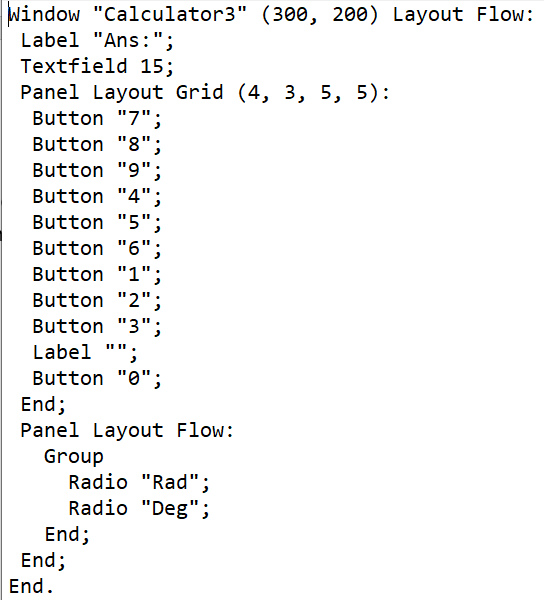 Window "Calculator3" (300, 200) Layout Flow:
Label "Ans:";
Textfield 15;
Panel Layout Grid (4, 3, 5, 5):
Button "7";
Button "8";
Button "9";
Button "4";
Button "5";
Button "6";
Button "1";
Button "2";
Button "3";
Label "";
Button "0";
End;
Panel Layout Flow:
Group
Radio "Rad";
Radio "Deg";
End;
End;
End.